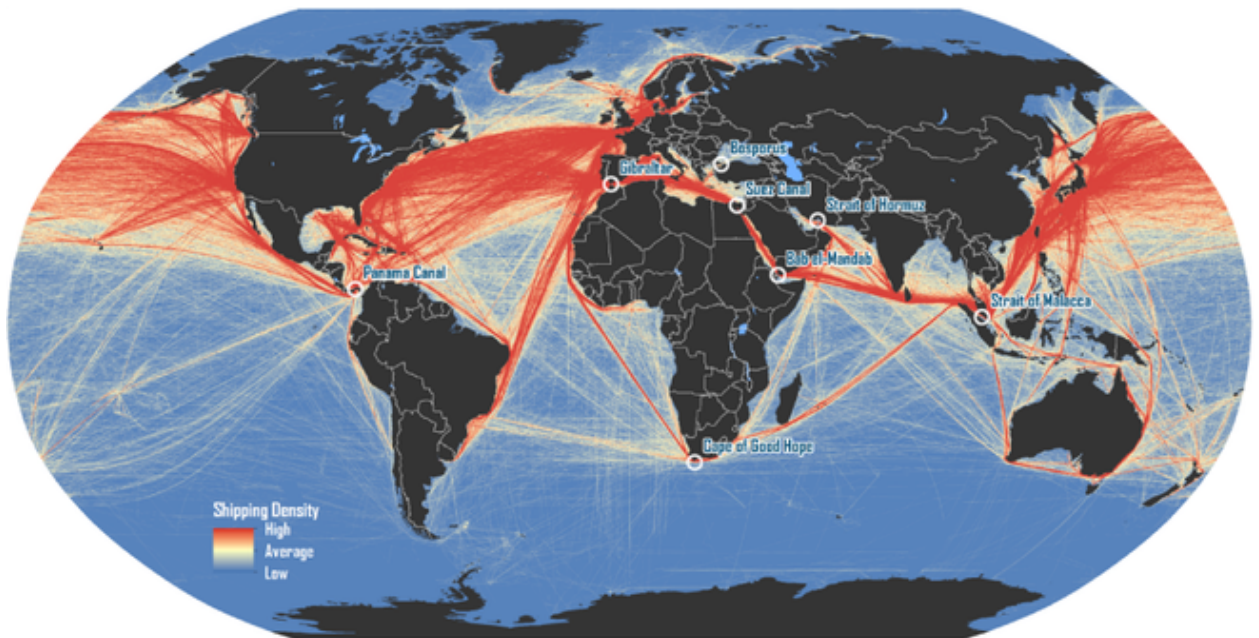 Bosporus
Gibraltar
Suez Canal
Strait of Hormuz
Bab el-Mandab
Panama Canal
Strait of Malacca
Cape of Good Hope
Shipping Density
High
Average
Low